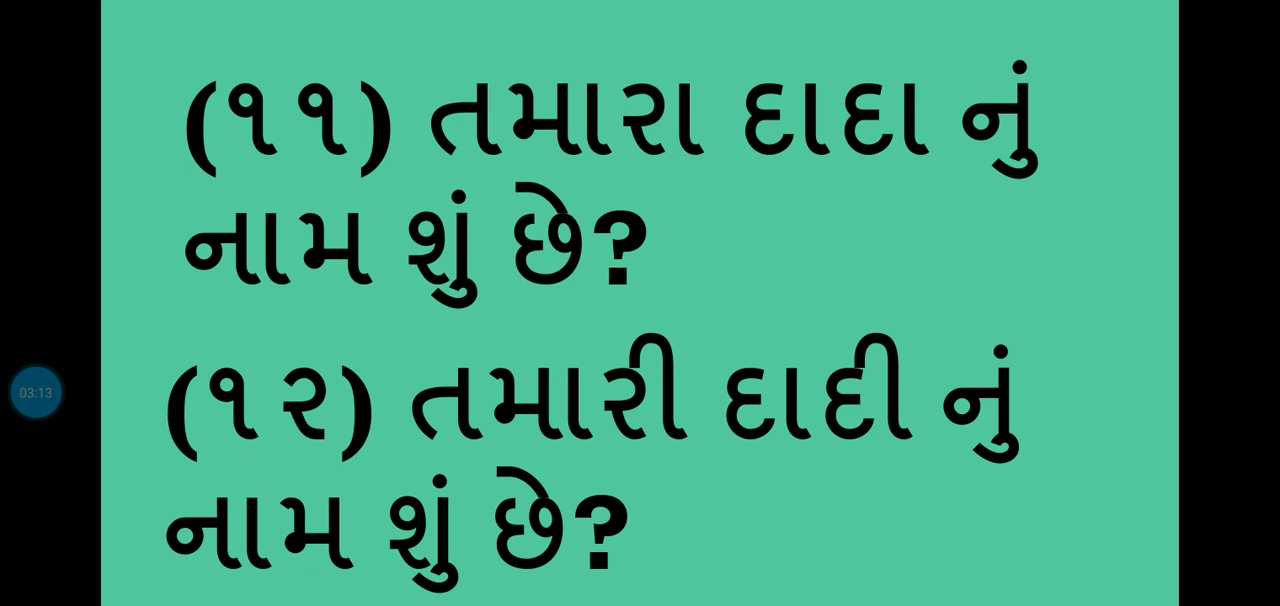 (૧૧) તમારા દાદા નું
નામ શું છે?
03:13
(૧૨) તમારી દાદી નું
નામ શું છે?